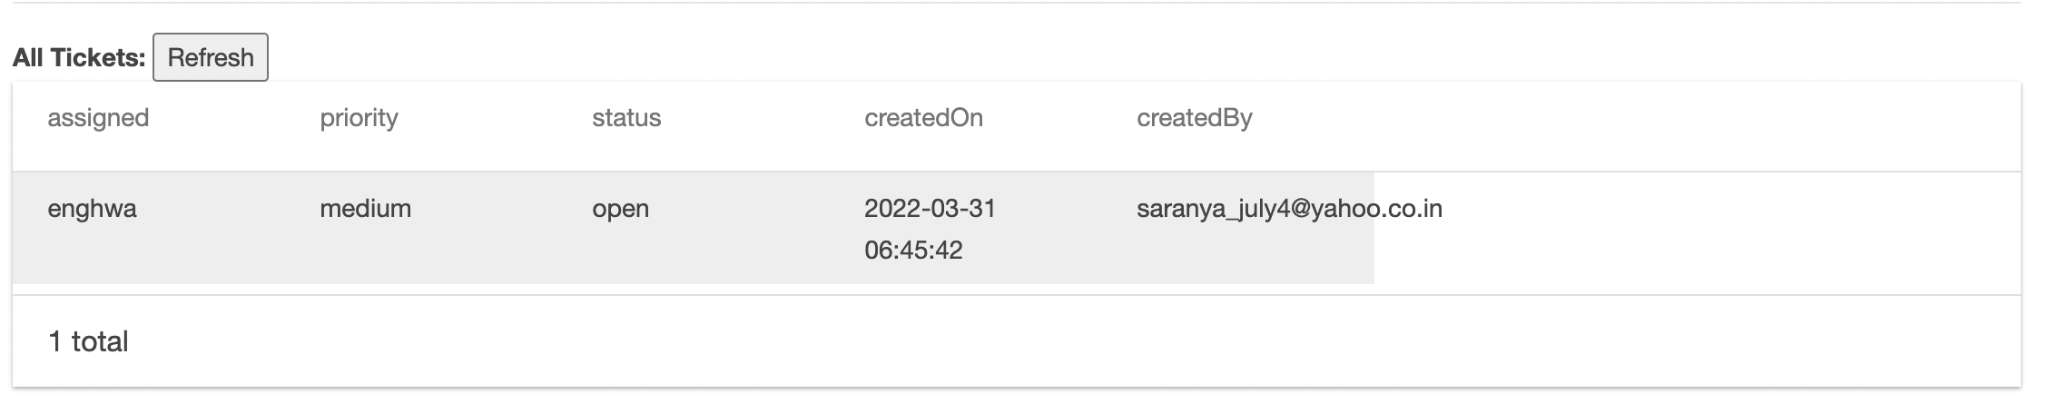 All Tickets: Refresh
assigned priority status createdOn createdBy
enghwa medium open 2022-03-31 saranya_july4@yahoo.co.in
06:45:42
1 total